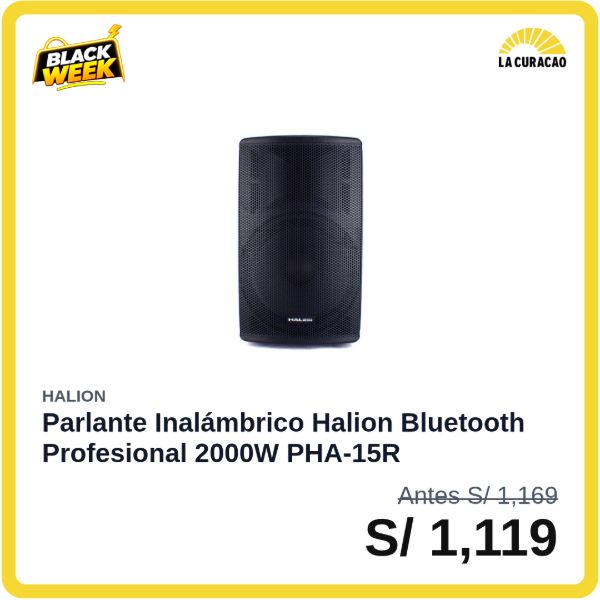 BLACK
WEEK
LA CURACAO
HALION
HALION
Parlante Inalámbrico Halion Bluetooth
Profesional 2000W PHA-15R
Antes S/ 1,169
S/ 1,119